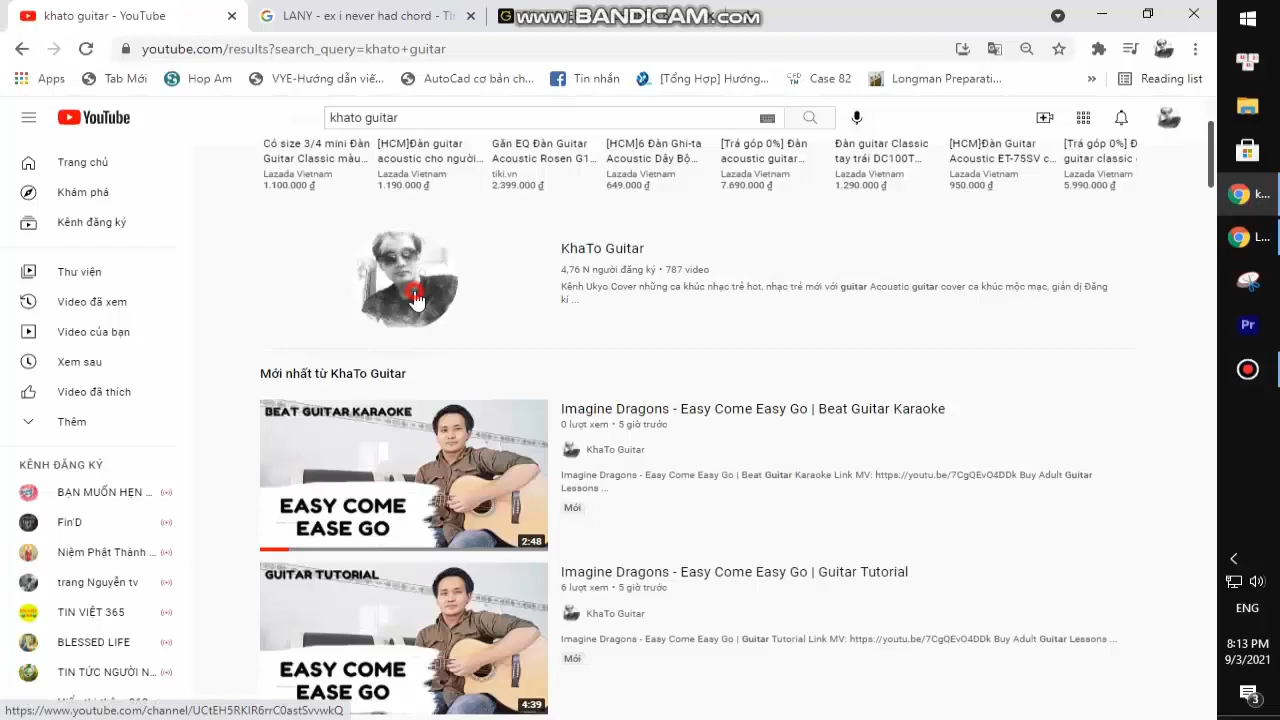 khato guitar - YouTube
LANY - ex i never had chord - Ti
www.BANDICAM.com
youtube.com/results?search_query=khato+guitar
Apps
Tab Mới
Hop Am
VYE-Hướng dẫn viê...
AutoCad cơ bản ch...
Tin nhắn
[Tổng Hợp] Hướng...
Case 82
Longman Preparati...
»
Reading list
YouTube
khato guitar
Có size 3/4 mini Đàn Guitar Classic màu...
Lazada Vietnam
1.100.000 ₫
[HCM]Đàn guitar acoustic cho người...
Lazada Vietnam
1.190.000 ₫
Gắn EQ Đàn Guitar Acoustic Rosen G1...
tiki.vn
2.399.000 ₫
[HCM]6 Đàn Ghi-ta Acoustic Dây Bộ...
Lazada Vietnam
649.000 ₫
[Trả góp 0%] Đàn acoustic guitar...
Lazada Vietnam
7.690.000 ₫
Đàn guitar Classic tay trái DC100T...
Lazada Vietnam
1.290.000 ₫
[HCM]Đàn Guitar Acoustic ET-75SV c...
Lazada Vietnam
950.000 ₫
[Trả góp 0%] guitar classic
Lazada Vietnam
5.990.000 ₫
Trang chủ
Khám phá
Kênh đăng ký
Thư viện
Video đã xem
Video của bạn
Xem sau
Video đã thích
Thêm
KÊNH ĐĂNG KÝ
BẠN MUỐN HẸN ...
Fin'D
Niệm Phật Thành ...
trang Nguyễn tv
TIN VIỆT 365
BLESSED LIFE
TIN TỨC NGƯỜI N...
KhaTo Guitar
4,76 N người đăng ký • 787 video
Kênh Ukyo Cover những ca khúc nhạc trẻ hot, nhạc trẻ mới với guitar Acoustic guitar cover ca khúc mộc mạc, giản dị Đăng
kí ...
Mới nhất từ KhaTo Guitar
BEAT GUITAR KARAOKE
EASY COME
EASE GO
2:48
Imagine Dragons - Easy Come Easy Go | Beat Guitar Karaoke
0 lượt xem • 5 giờ trước
KhaTo Guitar
Imagine Dragons - Easy Come Easy Go | Beat Guitar Karaoke Link MV: https://youtu.be/7CgQEvO4DDk Buy Adult Guitar
Lessons ...
Mới
GUITAR TUTORIAL
EASY COME
EASE GO
4:39
Imagine Dragons - Easy Come Easy Go | Guitar Tutorial
6 lượt xem • 5 giờ trước
KhaTo Guitar
Imagine Dragons - Easy Come Easy Go | Guitar Tutorial Link MV: https://youtu.be/7CgQEvO4DDk Buy Adult Guitar Lessons ...
Mới
https://www.youtube.com/channel/UCtEH5RKIR6rrC0astSvvwkQ
k...
L...
Pr
ENG
8:13 PM
9/3/2021
3